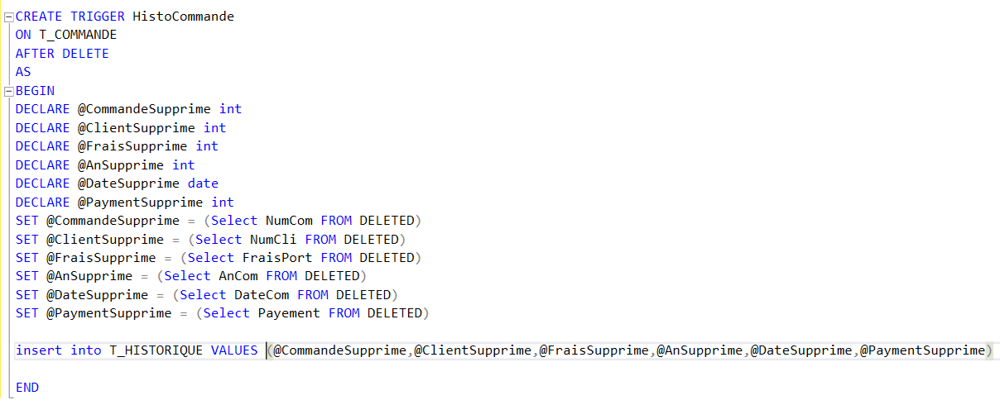 CREATE TRIGGER HistoCommande
ON T_COMMANDE
AFTER DELETE
AS
BEGIN
DECLARE @CommandeSupprime int
DECLARE @ClientSupprime int
DECLARE @FraisSupprime int
DECLARE @AnSupprime int
DECLARE @DateSupprime date
DECLARE @PaymentSupprime int
SET @CommandeSupprime = (Select NumCom FROM DELETED)
SET @ClientSupprime = (Select NumCli FROM DELETED)
SET @FraisSupprime = (Select FraisPort FROM DELETED)
SET @AnSupprime = (Select AnCom FROM DELETED)
SET @DateSupprime = (Select DateCom FROM DELETED)
SET @PaymentSupprime = (Select Payement FROM DELETED)
insert into T_HISTORIQUE VALUES (@CommandeSupprime,@ClientSupprime,@FraisSupprime,@AnSupprime,@DateSupprime,@PaymentSupprime)
END